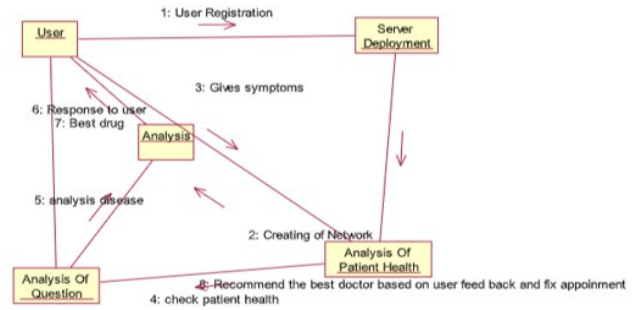 1: User Registration
User
Server
Deployment
3: Gives symptoms
6: Response to user
7: Best drug
Analysis
5: analysis disease
2: Creating of Network
Analysis Of
Patient Health
Analysis Of
Question
8: Recommend the best doctor based on user feed back and fix appoinment
4: check patient health